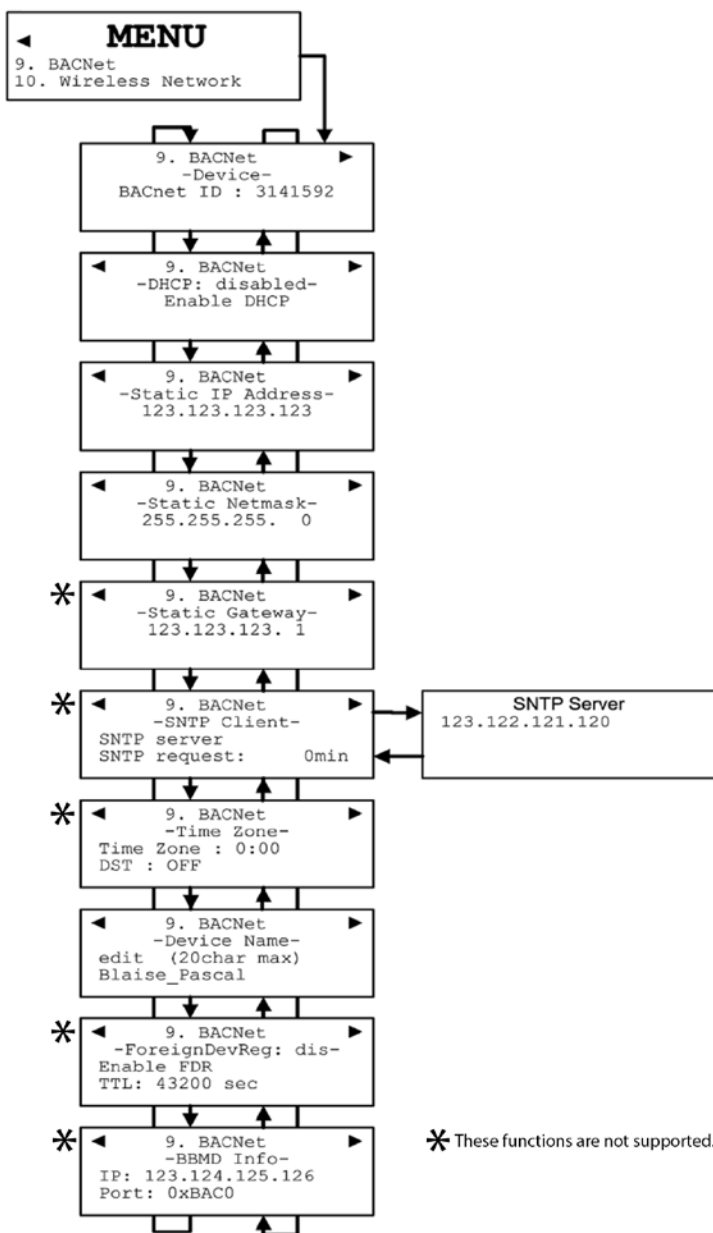 ◄ MENU
9. BACNet
10. Wireless Network
9. BACNet ►
-Device-
BACnet ID : 3141592
◄ 9. BACNet ►
-DHCP: disabled-
Enable DHCP
◄ 9. BACNet ►
-Static IP Address-
123.123.123.123
◄ 9. BACNet ►
-Static Netmask-
255.255.255.  0
* ◄ 9. BACNet ►
-Static Gateway-
123.123.123. 1
* ◄ 9. BACNet ►
-SNTP Client-
SNTP server
SNTP request:    0min
SNTP Server
123.122.121.120
* ◄ 9. BACNet ►
-Time Zone-
Time Zone : 0:00
DST : OFF
◄ 9. BACNet ►
-Device Name-
edit  (20char max)
Blaise_Pascal
* ◄ 9. BACNet ►
-ForeignDevReg: dis-
Enable FDR
TTL: 43200 sec
* ◄ 9. BACNet ►
-BBMD Info-
IP: 123.124.125.126
Port: 0xBAC0
* These functions are not supported.